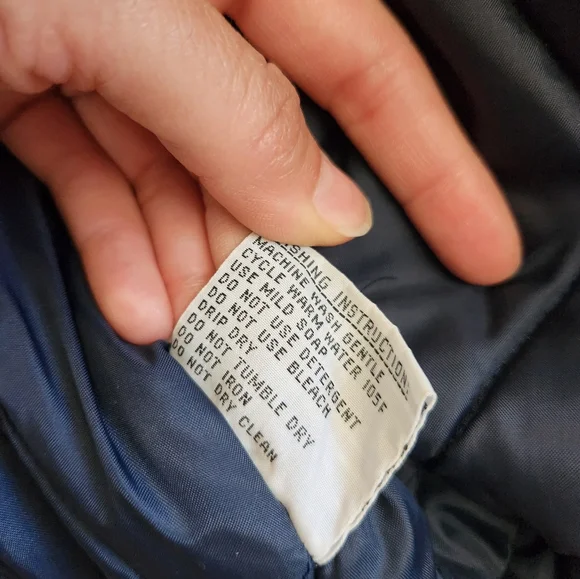 WASHING INSTRUCTIONS
MACHINE WASH GENTLE
CYCLE WARM WATER 105F
USE MILD SOAP
DO NOT USE DETERGENT
DO NOT USE BLEACH
DRIP DRY
DO NOT TUMBLE DRY
DO NOT IRON
DO NOT DRY CLEAN